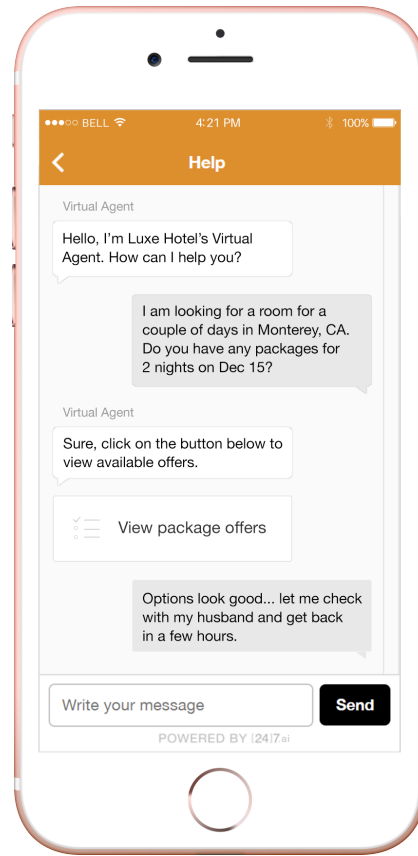 BELL 4:21 PM 100%
Help
Virtual Agent
Hello, I'm Luxe Hotel's Virtual
Agent. How can I help you?
I am looking for a room for a
couple of days in Monterey, CA.
Do you have any packages for
2 nights on Dec 15?
Virtual Agent
Sure, click on the button below to
view available offers.
View package offers
Options look good... let me check
with my husband and get back
in a few hours.
Write your message Send
POWERED BY [24]7.ai